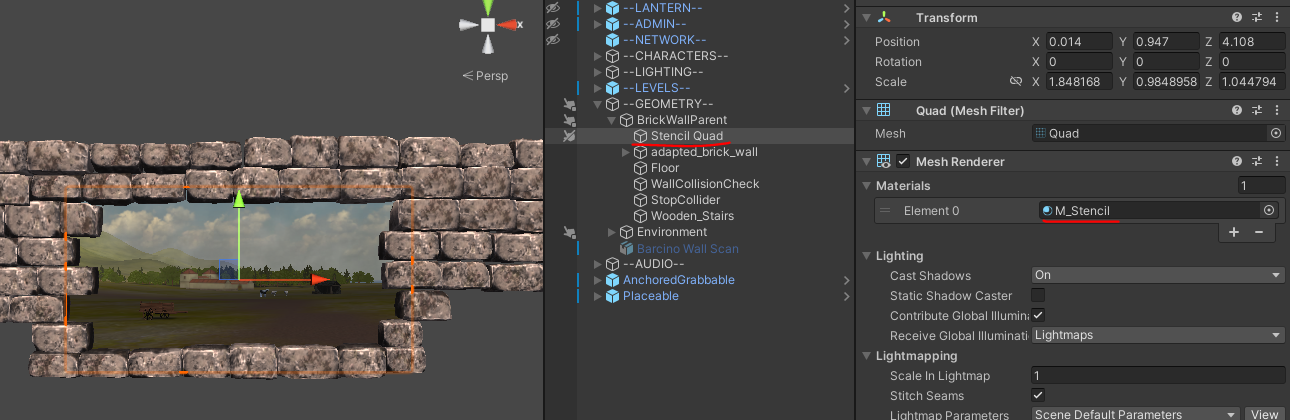 x
< Persp
--LANTERN--
--ADMIN--
--NETWORK--
--CHARACTERS--
--LIGHTING--
--LEVELS--
--GEOMETRY--
BrickWallParent
Stencil Quad
adapted_brick_wall
Floor
WallCollisionCheck
StopCollider
Wooden_Stairs
Environment
Barcino Wall Scan
--AUDIO--
AnchoredGrabbable
Placeable
Transform
Position X 0.014 Y 0.947 Z 4.108
Rotation X 0 Y 0 Z 0
Scale X 1.848168 Y 0.9848958 Z 1.044794
Quad (Mesh Filter)
Mesh Quad
Mesh Renderer
Materials 1
Element 0 M_Stencil
+ -
Lighting
Cast Shadows On
Static Shadow Caster
Contribute Global Illumina
Receive Global Illuminati Lightmaps
Lightmapping
Scale In Lightmap 1
Stitch Seams
Lightmap Parameters Scene Default Parameters View